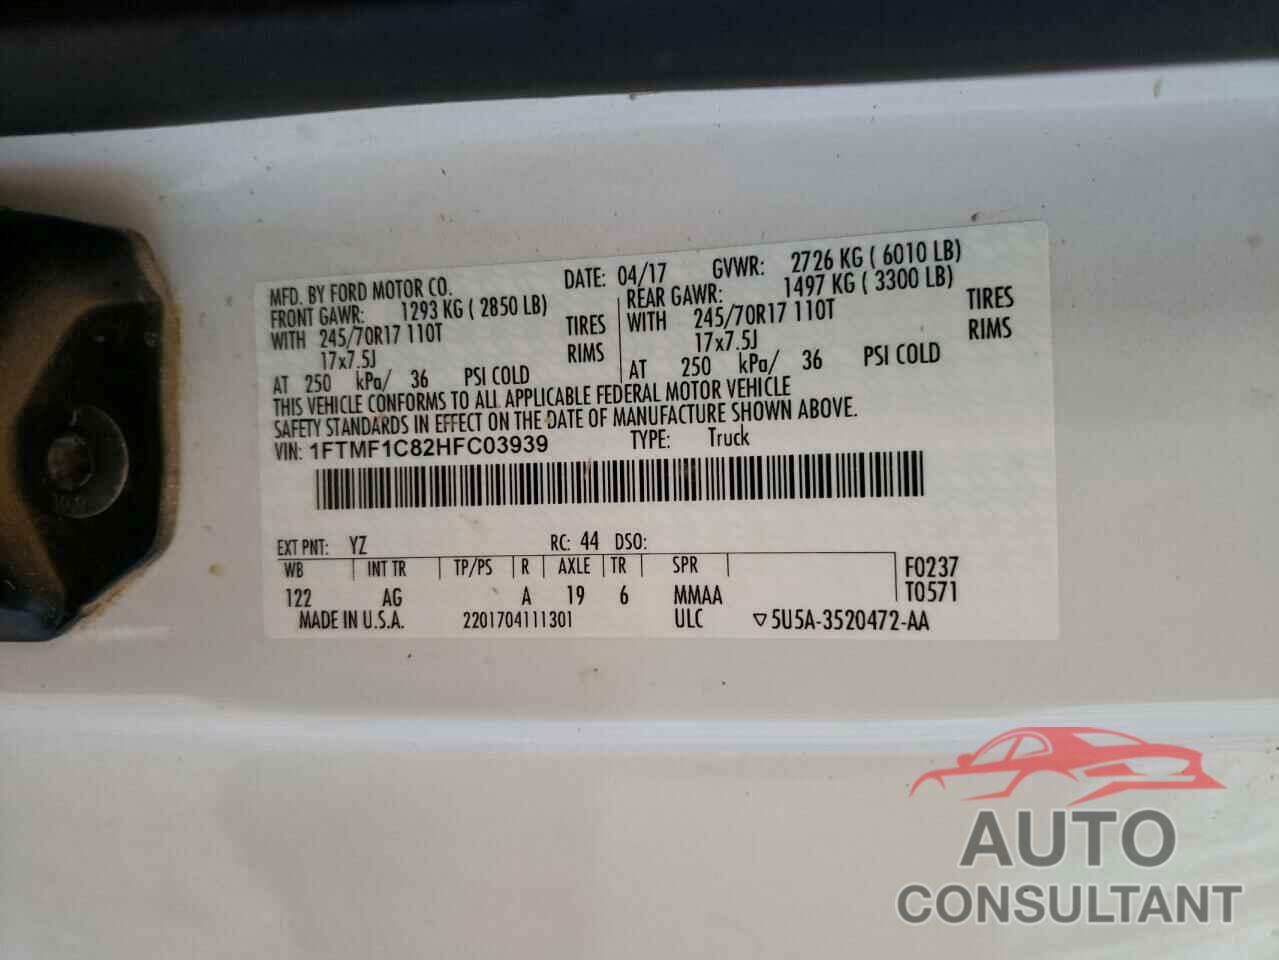 MFD. BY FORD MOTOR CO. DATE: 04/17 GVWR: 2726 KG ( 6010 LB)
FRONT GAWR: 1293 KG ( 2850 LB) REAR GAWR: 1497 KG ( 3300 LB)
WITH 245/70R17 110T TIRES WITH 245/70R17 110T TIRES
17x7.5J RIMS 17x7.5J RIMS
AT 250 kPa/ 36 PSI COLD AT 250 kPa/ 36 PSI COLD
THIS VEHICLE CONFORMS TO ALL APPLICABLE FEDERAL MOTOR VEHICLE
SAFETY STANDARDS IN EFFECT ON THE DATE OF MANUFACTURE SHOWN ABOVE.
VIN: 1FTMF1C82HFC03939 TYPE: Truck
EXT PNT: YZ RC: 44 DSO:
WB INT TR TP/PS R AXLE TR SPR F0237
122 AG A 19 6 MMAA T0571
MADE IN U.S.A. 2201704111301 ULC ▽5U5A-3520472-AA
AUTO
CONSULTANT